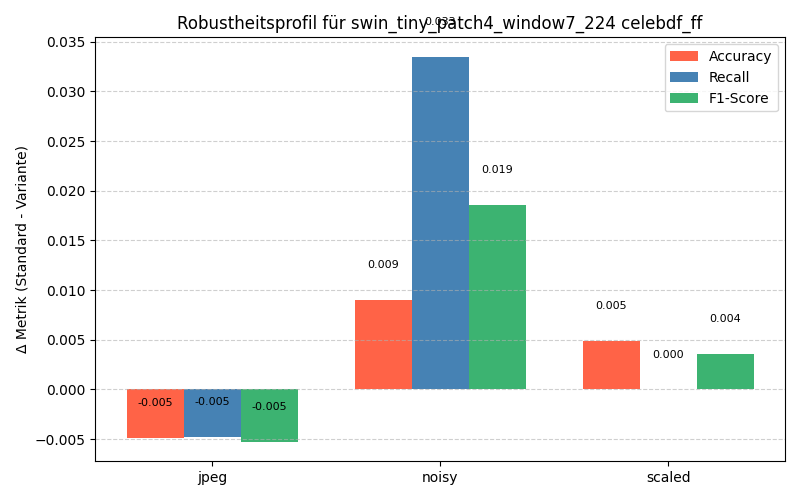 Robustheitsprofil für swin_tiny_patch4_window7_224 celebdf_ff
0.033
Accuracy
Recall
F1-Score
Δ Metrik (Standard - Variante)
0.035
0.030
0.025
0.020
0.015
0.010
0.005
0.000
−0.005
-0.005
-0.005
-0.005
0.009
0.019
0.005
0.000
0.004
jpeg
noisy
scaled